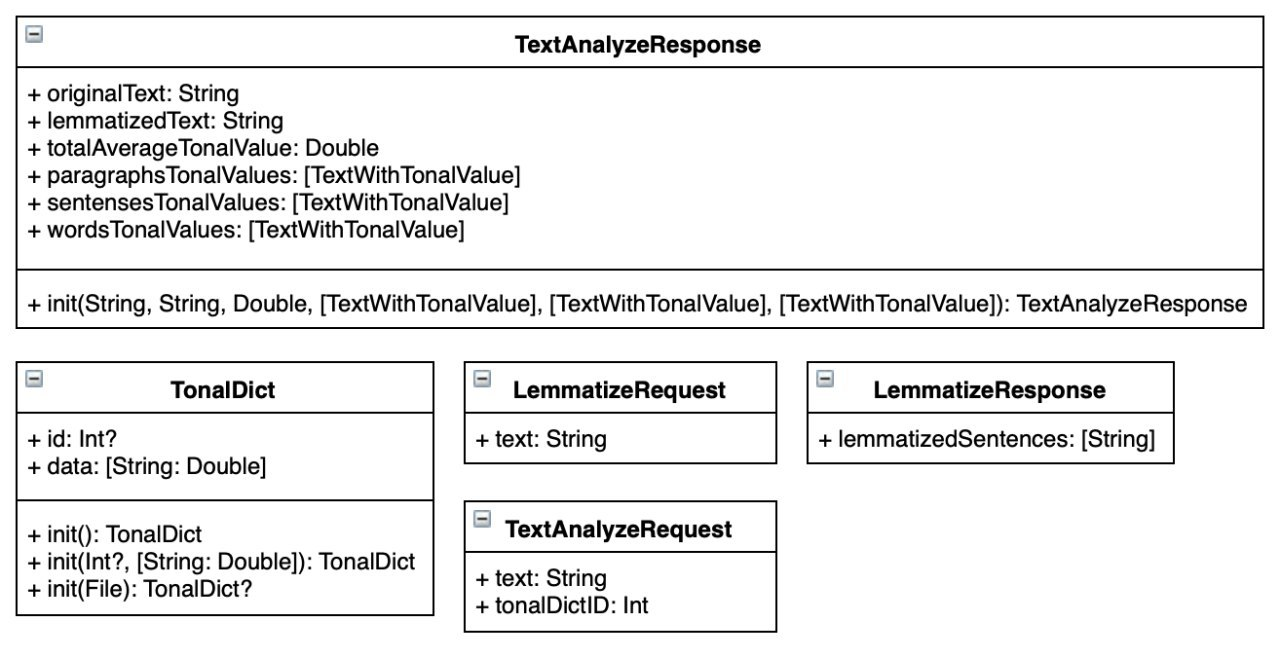 TextAnalyzeResponse
+ originalText: String
+ lemmatizedText: String
+ totalAverageTonalValue: Double
+ paragraphsTonalValues: [TextWithTonalValue]
+ sentensesTonalValues: [TextWithTonalValue]
+ wordsTonalValues: [TextWithTonalValue]
+ init(String, String, Double, [TextWithTonalValue], [TextWithTonalValue], [TextWithTonalValue]): TextAnalyzeResponse
TonalDict
+ id: Int?
+ data: [String: Double]
+ init(): TonalDict
+ init(Int?, [String: Double]): TonalDict
+ init(File): TonalDict?
LemmatizeRequest
+ text: String
LemmatizeResponse
+ lemmatizedSentences: [String]
TextAnalyzeRequest
+ text: String
+ tonalDictID: Int